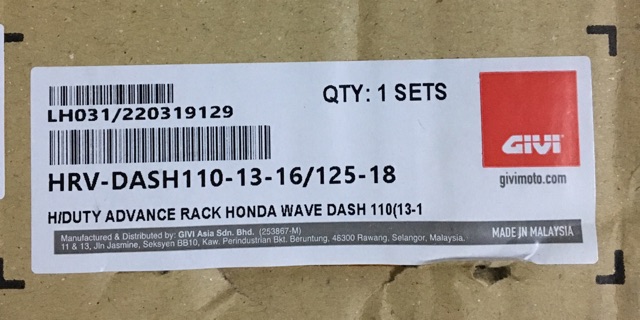 LH031/220319129
QTY: 1 SETS
GIVI
givimoto.com
HRV-DASH110-13-16/125-18
H/DUTY ADVANCE RACK HONDA WAVE DASH 110(13-1
Manufactured & Distributed by: GIVI Asia Sdn. Bhd. (253867-M)
11 & 13, Jln Jasmine, Seksyen BB10, Kaw. Perindustrian Bkt. Beruntung, 48300 Rawang, Selangor, Malaysia.
MADE IN MALAYSIA